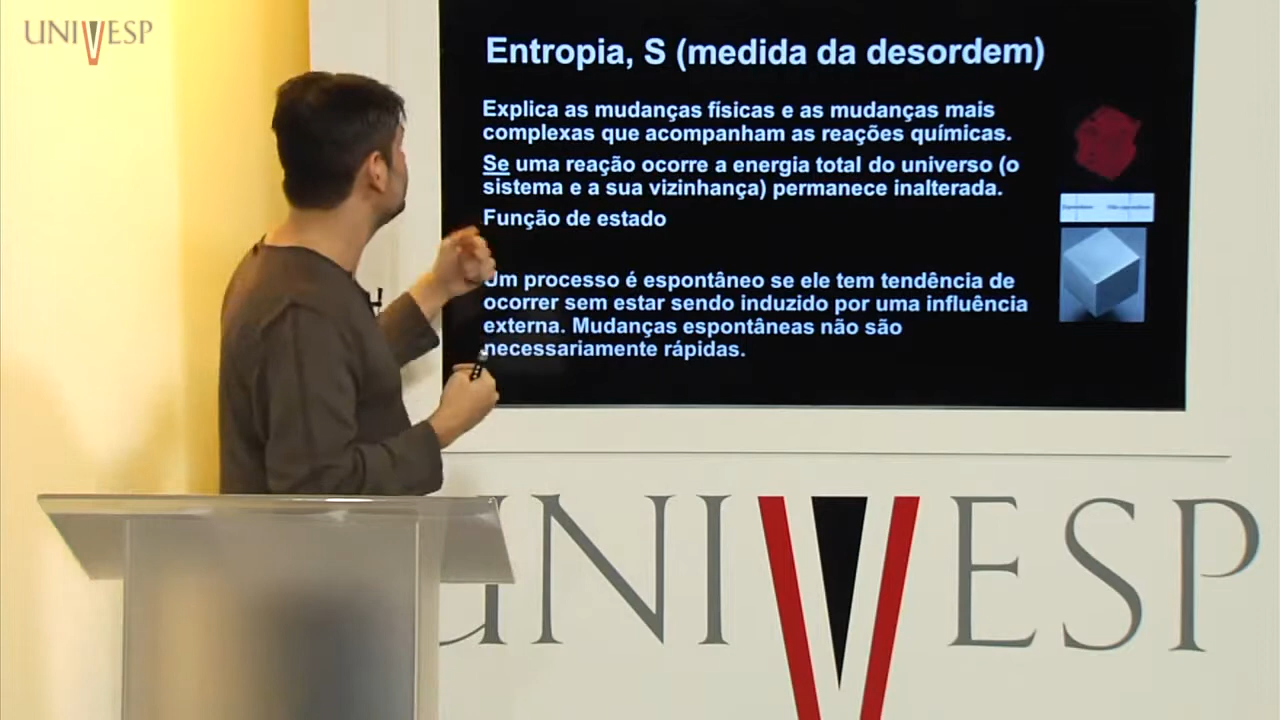 UNIVESP
Entropia, S (medida da desordem)
Explica as mudanças físicas e as mudanças mais
complexas que acompanham as reações químicas.
Se uma reação ocorre a energia total do universo (o
sistema e a sua vizinhança) permanece inalterada.
Função de estado
Um processo é espontâneo se ele tem tendência de
ocorrer sem estar sendo induzido por uma influência
externa. Mudanças espontâneas não são
necessariamente rápidas.
UNIVESP